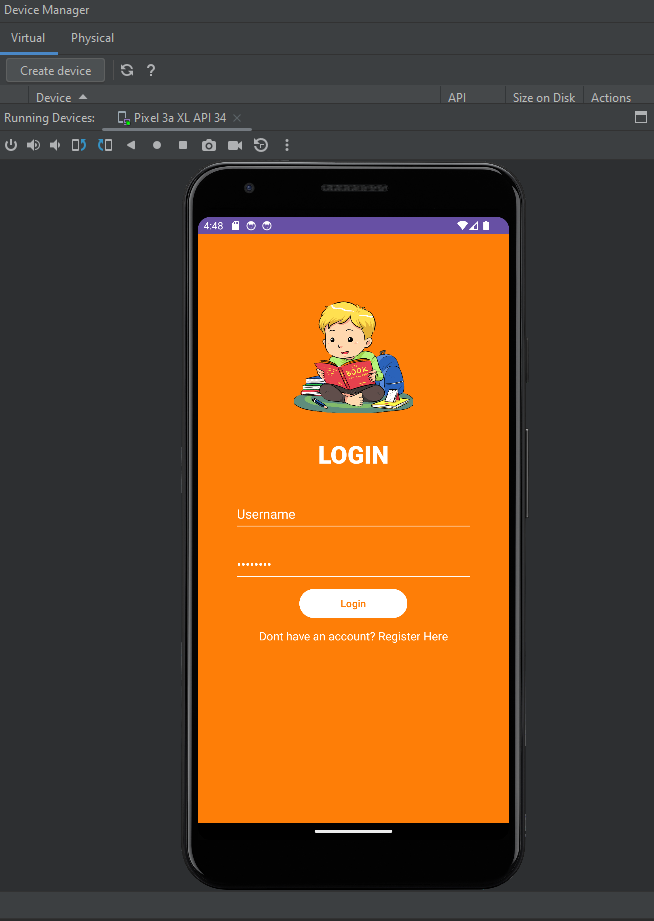 Device Manager
Virtual Physical
Create device ?
Device API Size on Disk Actions
Running Devices: Pixel 3a XL API 34
4:48
BOOK
LOGIN
Username
••••••••
Login
Dont have an account? Register Here